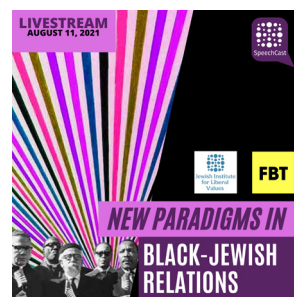 LIVESTREAM
AUGUST 11, 2021
SpeechCast
Jewish Institute
for Liberal
Values
FBT
NEW PARADIGMS IN
BLACK-JEWISH
RELATIONS